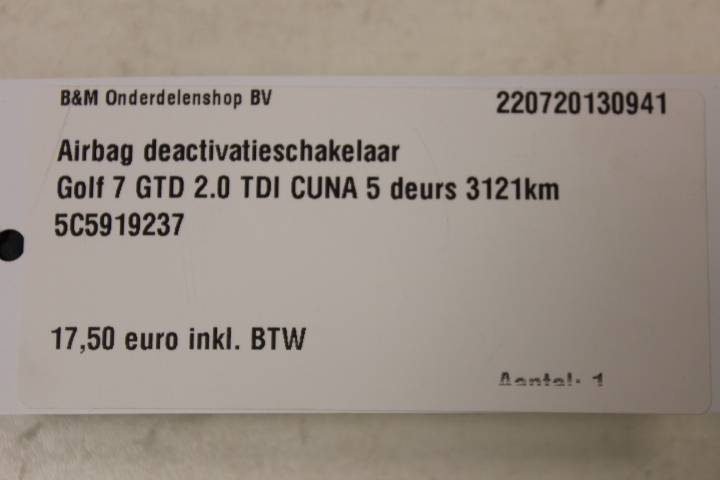 B&M Onderdelenshop BV
220720130941
Airbag deactivatieschakelaar
Golf 7 GTD 2.0 TDI CUNA 5 deurs 3121km
5C5919237
17,50 euro inkl. BTW
Aantal: 1